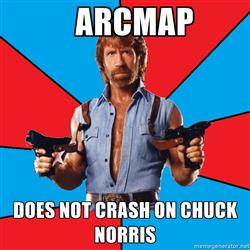 ARCMAP
DOES NOT CRASH ON CHUCK
NORRIS
memegenerator.net